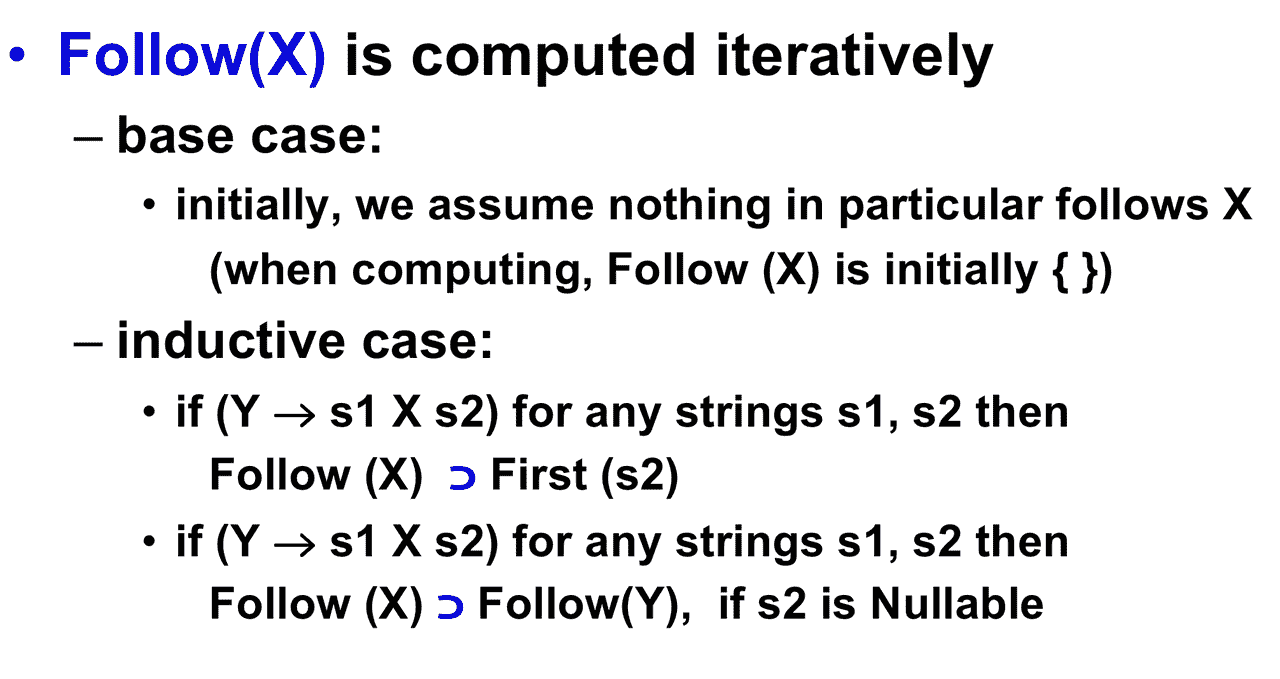 • Follow(X) is computed iteratively
– base case:
• initially, we assume nothing in particular follows X
(when computing, Follow (X) is initially { })
– inductive case:
• if (Y → s1 X s2) for any strings s1, s2 then
Follow (X) ⊃ First (s2)
• if (Y → s1 X s2) for any strings s1, s2 then
Follow (X) ⊃ Follow(Y), if s2 is Nullable